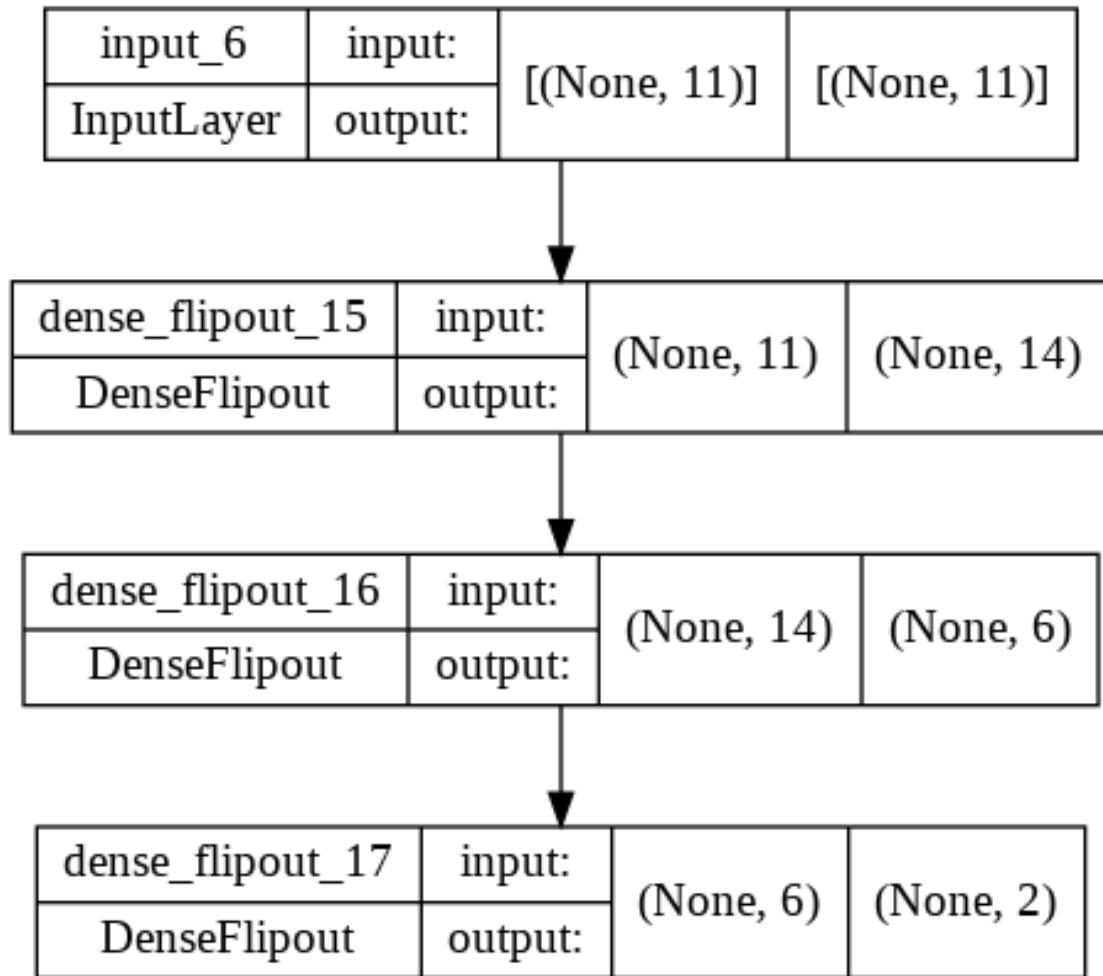 input_6 input: [(None, 11)] [(None, 11)]
InputLayer output:
dense_flipout_15 input: (None, 11) (None, 14)
DenseFlipout output:
dense_flipout_16 input: (None, 14) (None, 6)
DenseFlipout output:
dense_flipout_17 input: (None, 6) (None, 2)
DenseFlipout output: